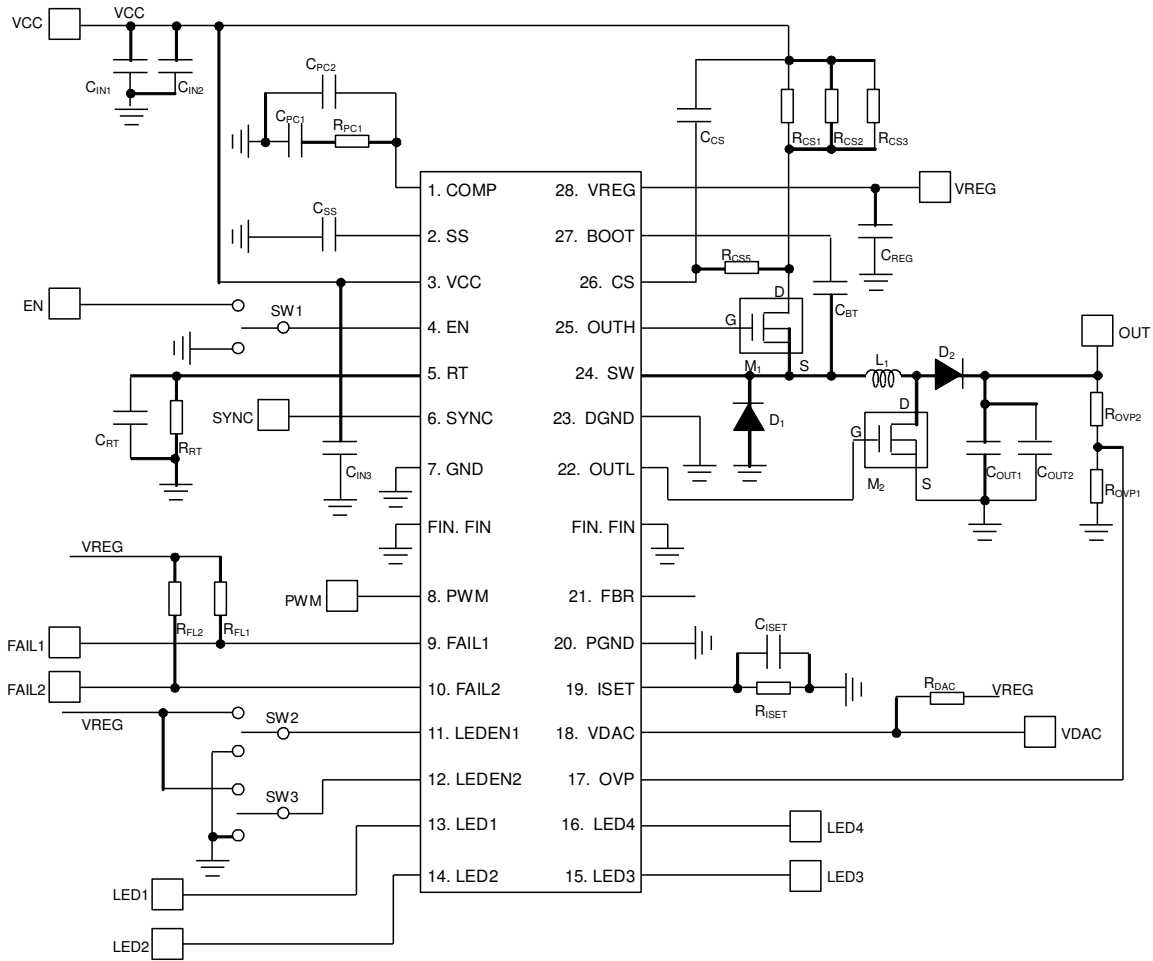 VCC
VCC
CIN1
CIN2
CPC2
CPC1
RPC1
CCS
RCS1
RCS2
RCS3
1. COMP
28. VREG
VREG
CSS
2. SS
27. BOOT
RCS5
CREG
3. VCC
26. CS
EN
SW1
4. EN
25. OUTH
G
D
CBT
M1
S
L1
D2
OUT
5. RT
24. SW
CRT
RRT
SYNC
6. SYNC
23. DGND
D1
G
D
ROVP2
CIN3
7. GND
22. OUTL
M2
S
COUT1
COUT2
ROVP1
FIN. FIN
FIN. FIN
VREG
PWM
8. PWM
21. FBR
RFL2
RFL1
FAIL1
9. FAIL1
20. PGND
CISET
FAIL2
10. FAIL2
19. ISET
RISET
RDAC
VREG
VREG
SW2
11. LEDEN1
18. VDAC
VDAC
SW3
12. LEDEN2
17. OVP
13. LED1
16. LED4
LED4
14. LED2
15. LED3
LED3
LED1
LED2